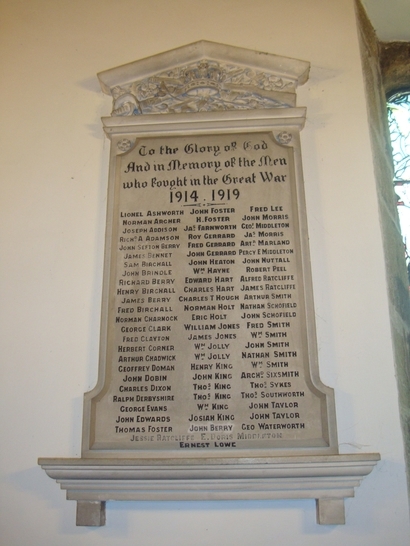 To the Glory of God
And in Memory of the Men
who fought in the Great War
1914 . 1919
Lionel Ashworth John Foster Fred Lee
Norman Archer H. Foster John Morris
Joseph Addison Jas. Farnworth Geo. Middleton
Richd. A Adamson Roy Gerrard Jas. Morris
John Sefton Berry Fred Gerrard Art. Marland
James Bennet John Gerrard Percy E Middleton
Sam Birchall John Heaton John Nuttall
John Brindle Wm. Hayne Robert Peel
Richard Berry Edward Hart Alfred Ratcliffe
Henry Birchall Charles Hart James Ratcliffe
James Berry Charles T Hough Arthur Smith
Fred Birchall Norman Holt Nathan Schofield
Norman Charnock Eric Holt John Schofield
George Clark William Jones Fred Smith
Fred Clayton James Jones Wm. Smith
Herbert Corner Wm. Jolly John Smith
Arthur Chadwick Wm. Jolly Nathan Smith
Geoffrey Doman Henry King Wm. Smith
John Dobin John King Archd. Sixsmith
Charles Dixon Thos. King Thos. Sykes
Ralph Derbyshire Thos. King Thos. Southworth
George Evans Wm. King John Taylor
John Edwards Josiah King John Taylor
Thomas Foster John Berry Geo Waterworth
Jessie Ratcliffe E. Doris Middleton
Ernest Lowe